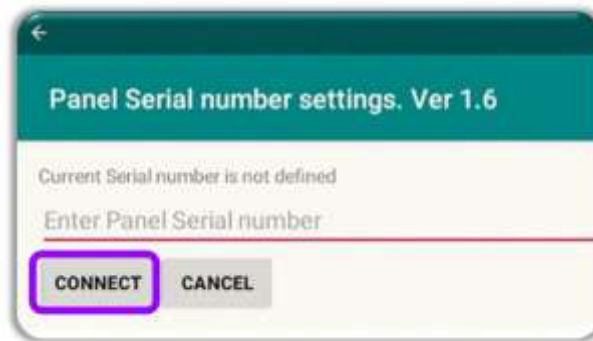 Panel Serial number settings. Ver 1.6
Current Serial number is not defined
Enter Panel Serial number
CONNECT CANCEL